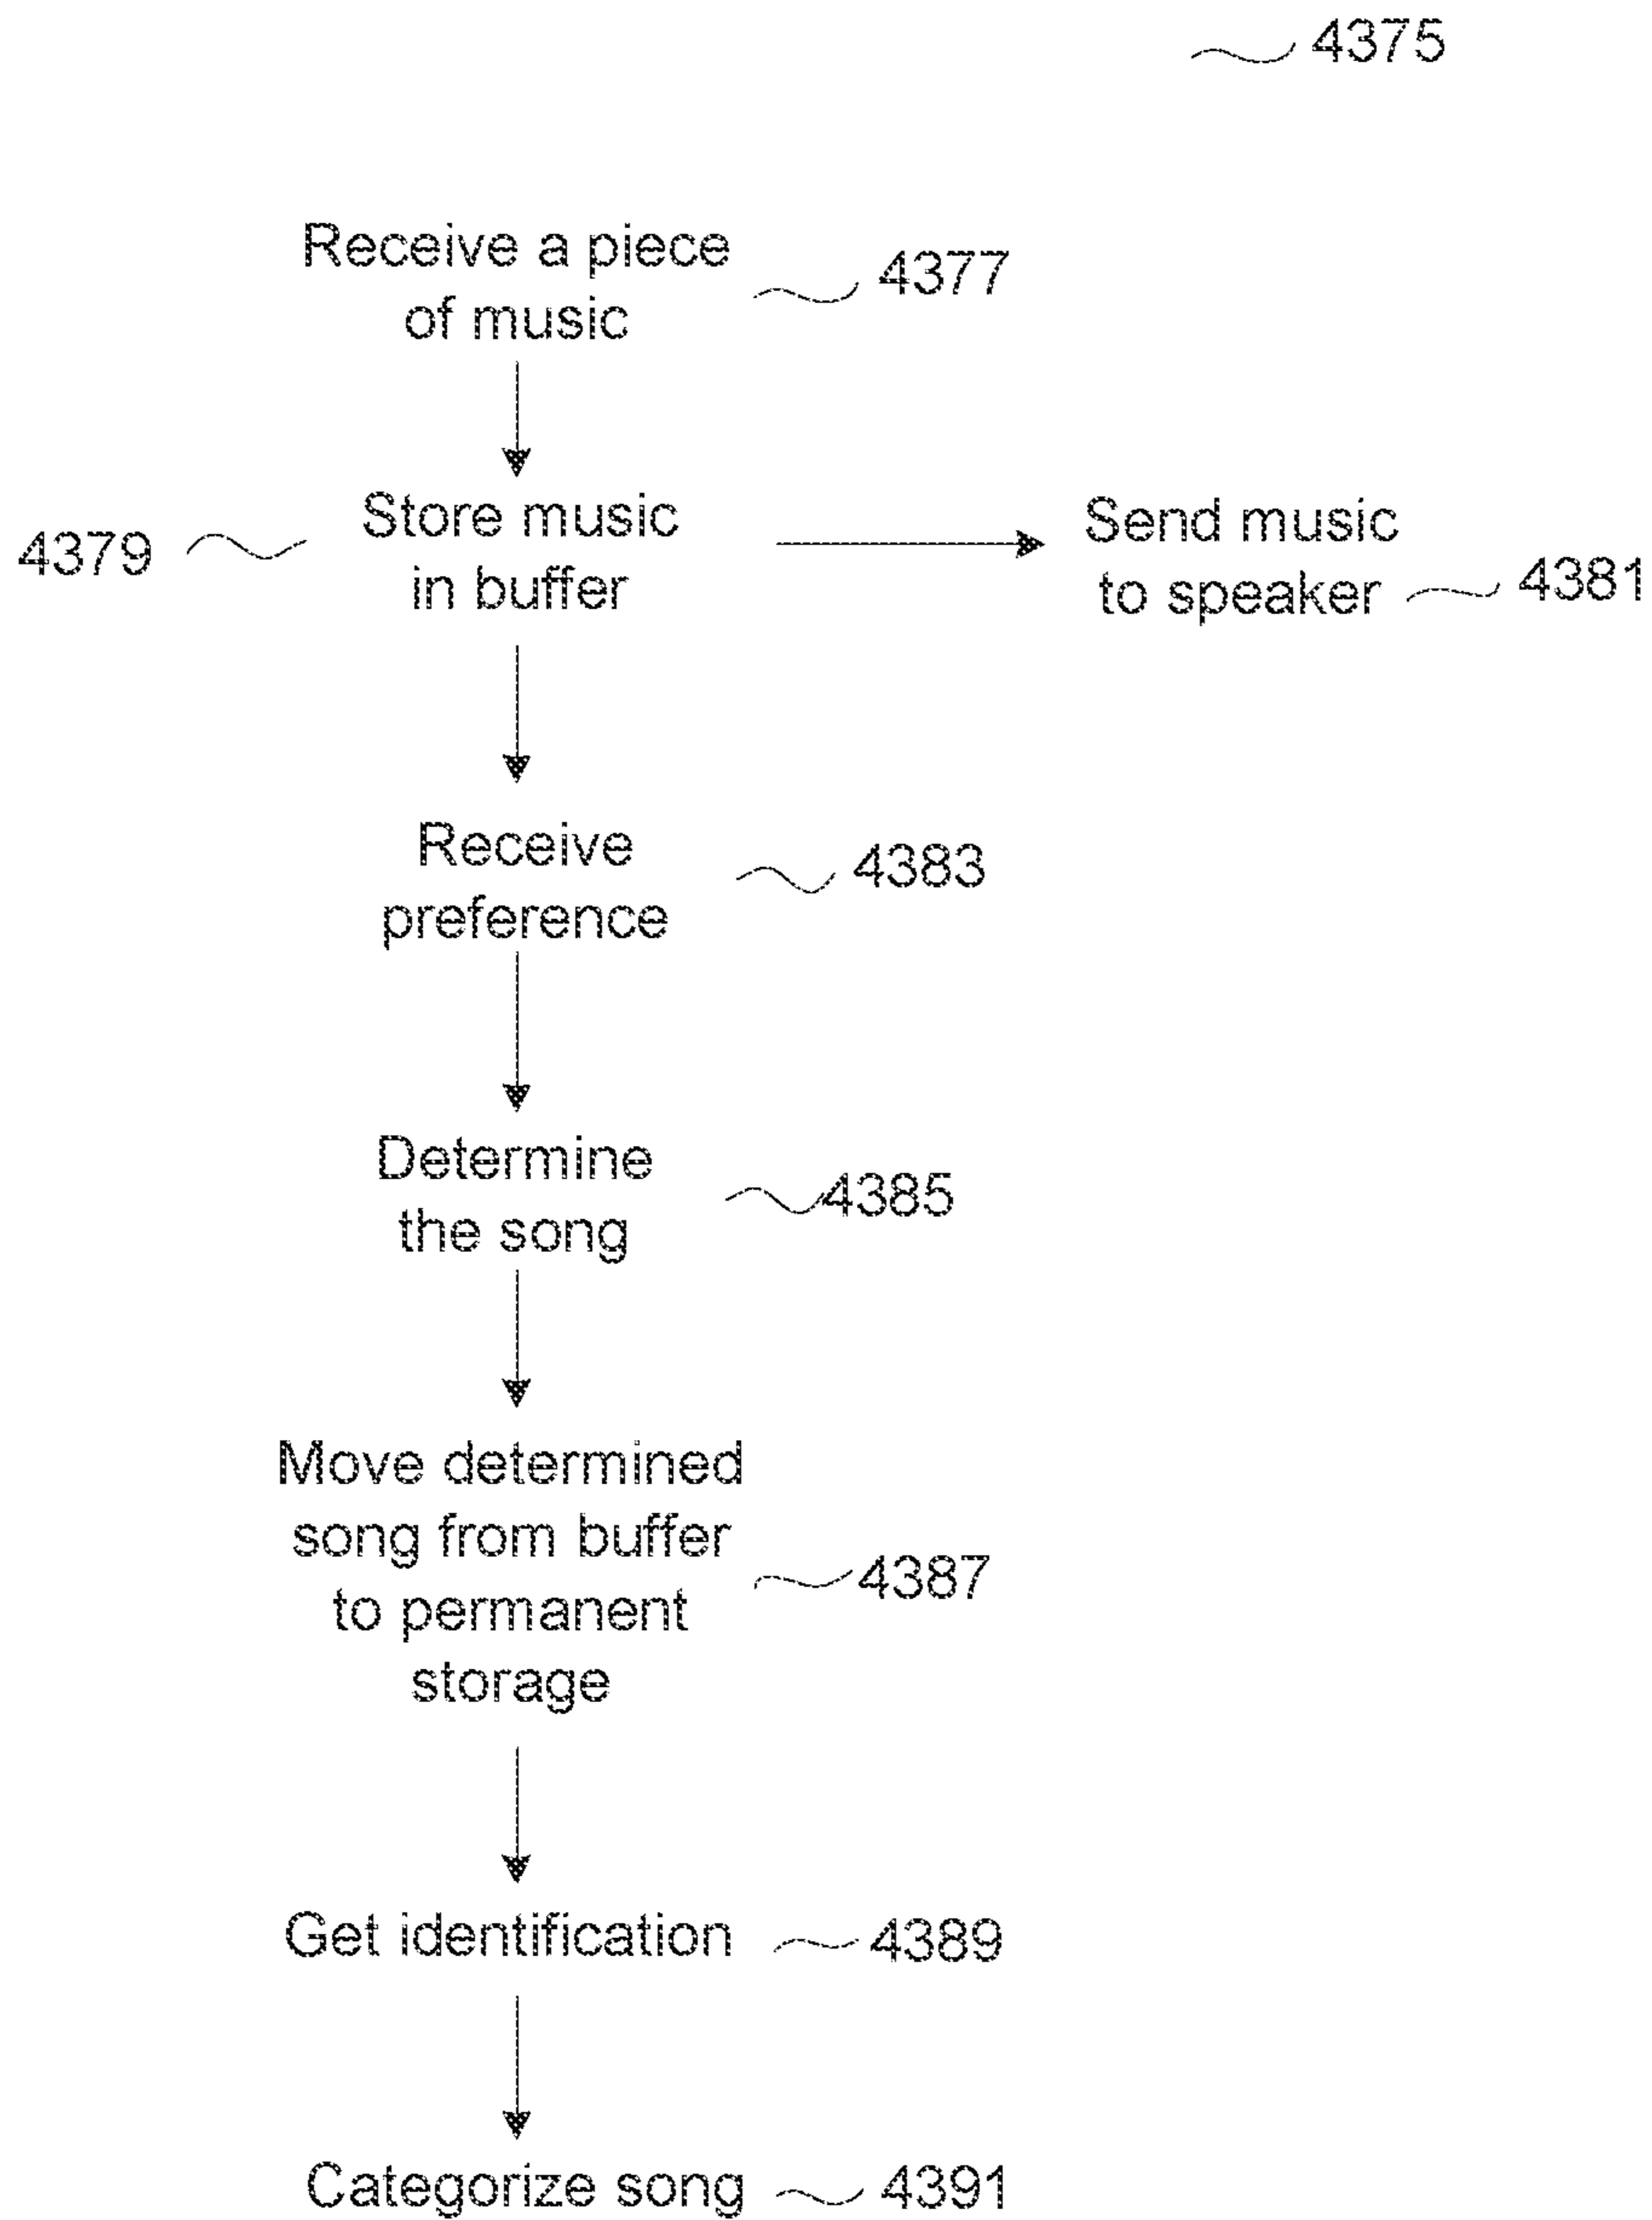 4375
Receive a piece
of music
4377
Store music
in buffer
4379
Send music
to speaker
4381
Receive
preference
4383
Determine
the song
4385
Move determined
song from buffer
to permanent
storage
4387
Get identification
4389
Categorize song
4391